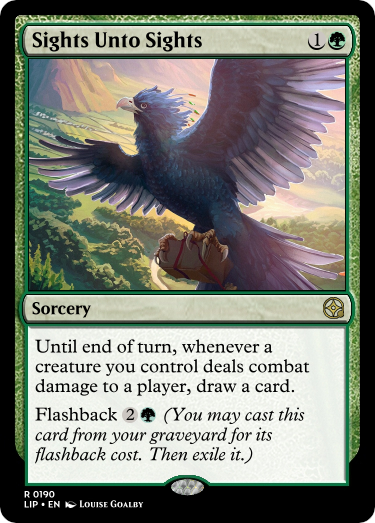 Sights Unto Sights 1
Sorcery
Until end of turn, whenever a
creature you control deals combat
damage to a player, draw a card.
Flashback 2 (You may cast this
card from your graveyard for its
flashback cost. Then exile it.)
R 0190
LIP • EN Louise Goalby